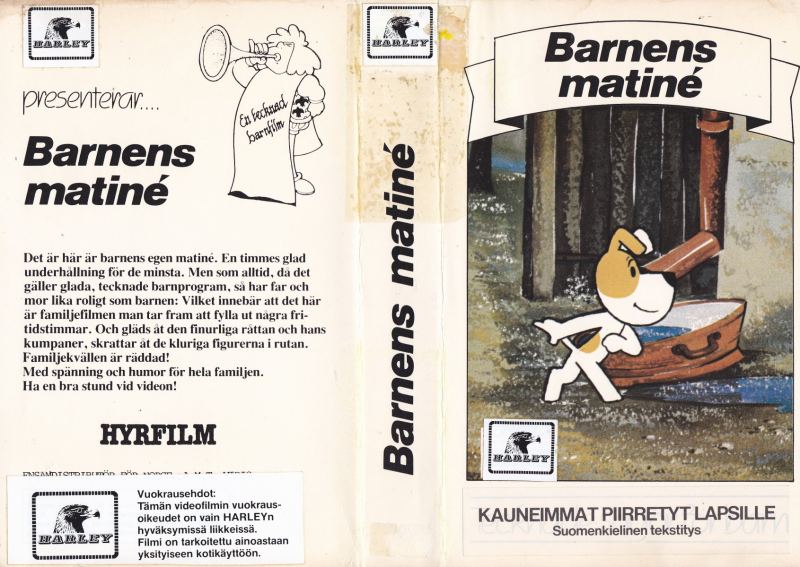 HARLEY
presenterar....
En tecknad
barnfilm
Barnens
matiné
Det är här är barnens egen matiné. En timmes glad
underhållning för de minsta. Men som alltid, då det
gäller glada, tecknade barnprogram, så har far och
mor lika roligt som barnen: Vilket innebär att det här
är familjefilmen man tar fram att fylla ut några fri-
tidstimmar. Och gläds åt den finurliga råttan och hans
kumpaner, skrattar åt de kluriga figurerna i rutan.
Familjekvällen är räddad!
Med spänning och humor för hela familjen.
Ha en bra stund vid videon!
HYRFILM
HARLEY
Vuokrausehdot:
Tämän videofilmin vuokraus-
oikeudet on vain HARLEYn
hyväksymissä liikkeissä.
Filmi on tarkoitettu ainoastaan
yksityiseen kotikäyttöön.
HARLEY
Barnens matiné
Barnens
matiné
HARLEY
KAUNEIMMAT PIIRRETYT LAPSILLE
Suomenkielinen tekstitys